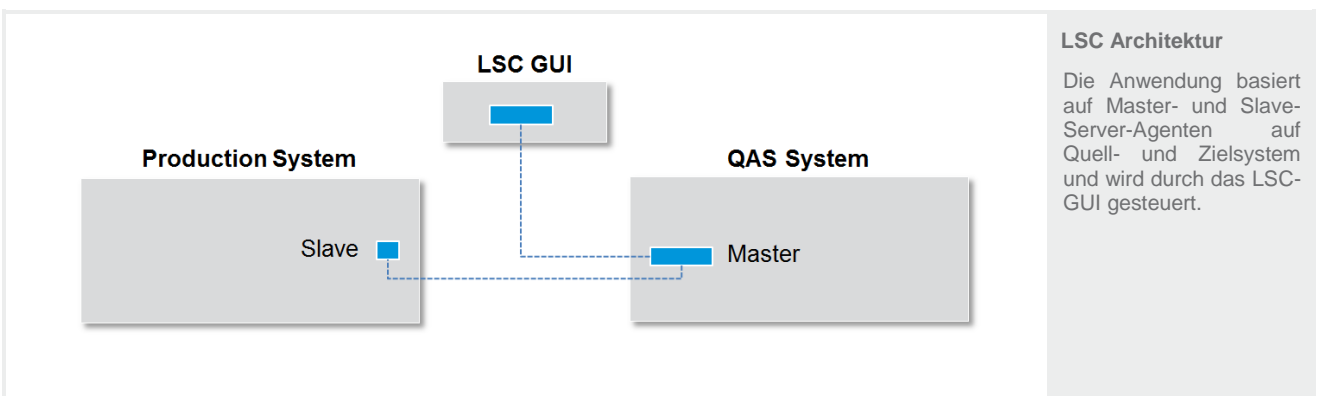 LSC GUI
Production System
QAS System
Slave
Master
LSC Architektur
Die Anwendung basiert
auf Master- und Slave-
Server-Agenten auf
Quell- und Zielsystem
und wird durch das LSC-
GUI gesteuert.